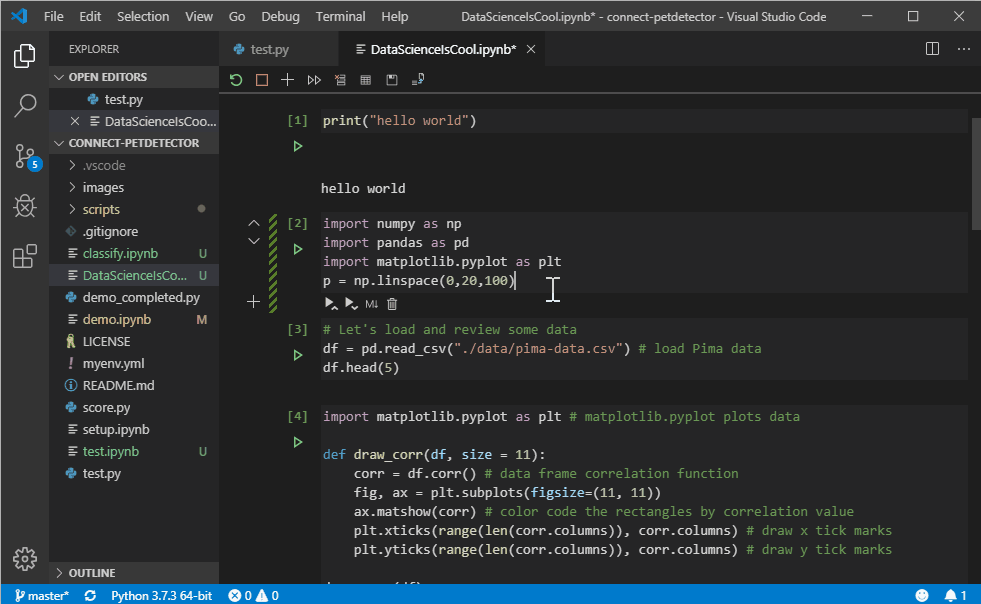 File Edit Selection View Go Debug Terminal Help DataScienceIsCool.ipynb* - connect-petdetector - Visual Studio Code
EXPLORER
OPEN EDITORS
test.py
DataScienceIsCoo...
CONNECT-PETDETECTOR
.vscode
images
scripts
.gitignore
classify.ipynb U
DataScienceIsCo... U
demo_completed.py
demo.ipynb M
LICENSE
myenv.yml
README.md
score.py
setup.ipynb
test.ipynb U
test.py
OUTLINE
5
test.py
DataScienceIsCool.ipynb*
[1] print("hello world")
hello world
[2] import numpy as np
import pandas as pd
import matplotlib.pyplot as plt
p = np.linspace(0,20,100)
M↓
[3] # Let's load and review some data
df = pd.read_csv("./data/pima-data.csv") # load Pima data
df.head(5)
[4] import matplotlib.pyplot as plt # matplotlib.pyplot plots data
def draw_corr(df, size = 11):
corr = df.corr() # data frame correlation function
fig, ax = plt.subplots(figsize=(11, 11))
ax.matshow(corr) # color code the rectangles by correlation value
plt.xticks(range(len(corr.columns)), corr.columns) # draw x tick marks
plt.yticks(range(len(corr.columns)), corr.columns) # draw y tick marks
master* Python 3.7.3 64-bit 0 0 1